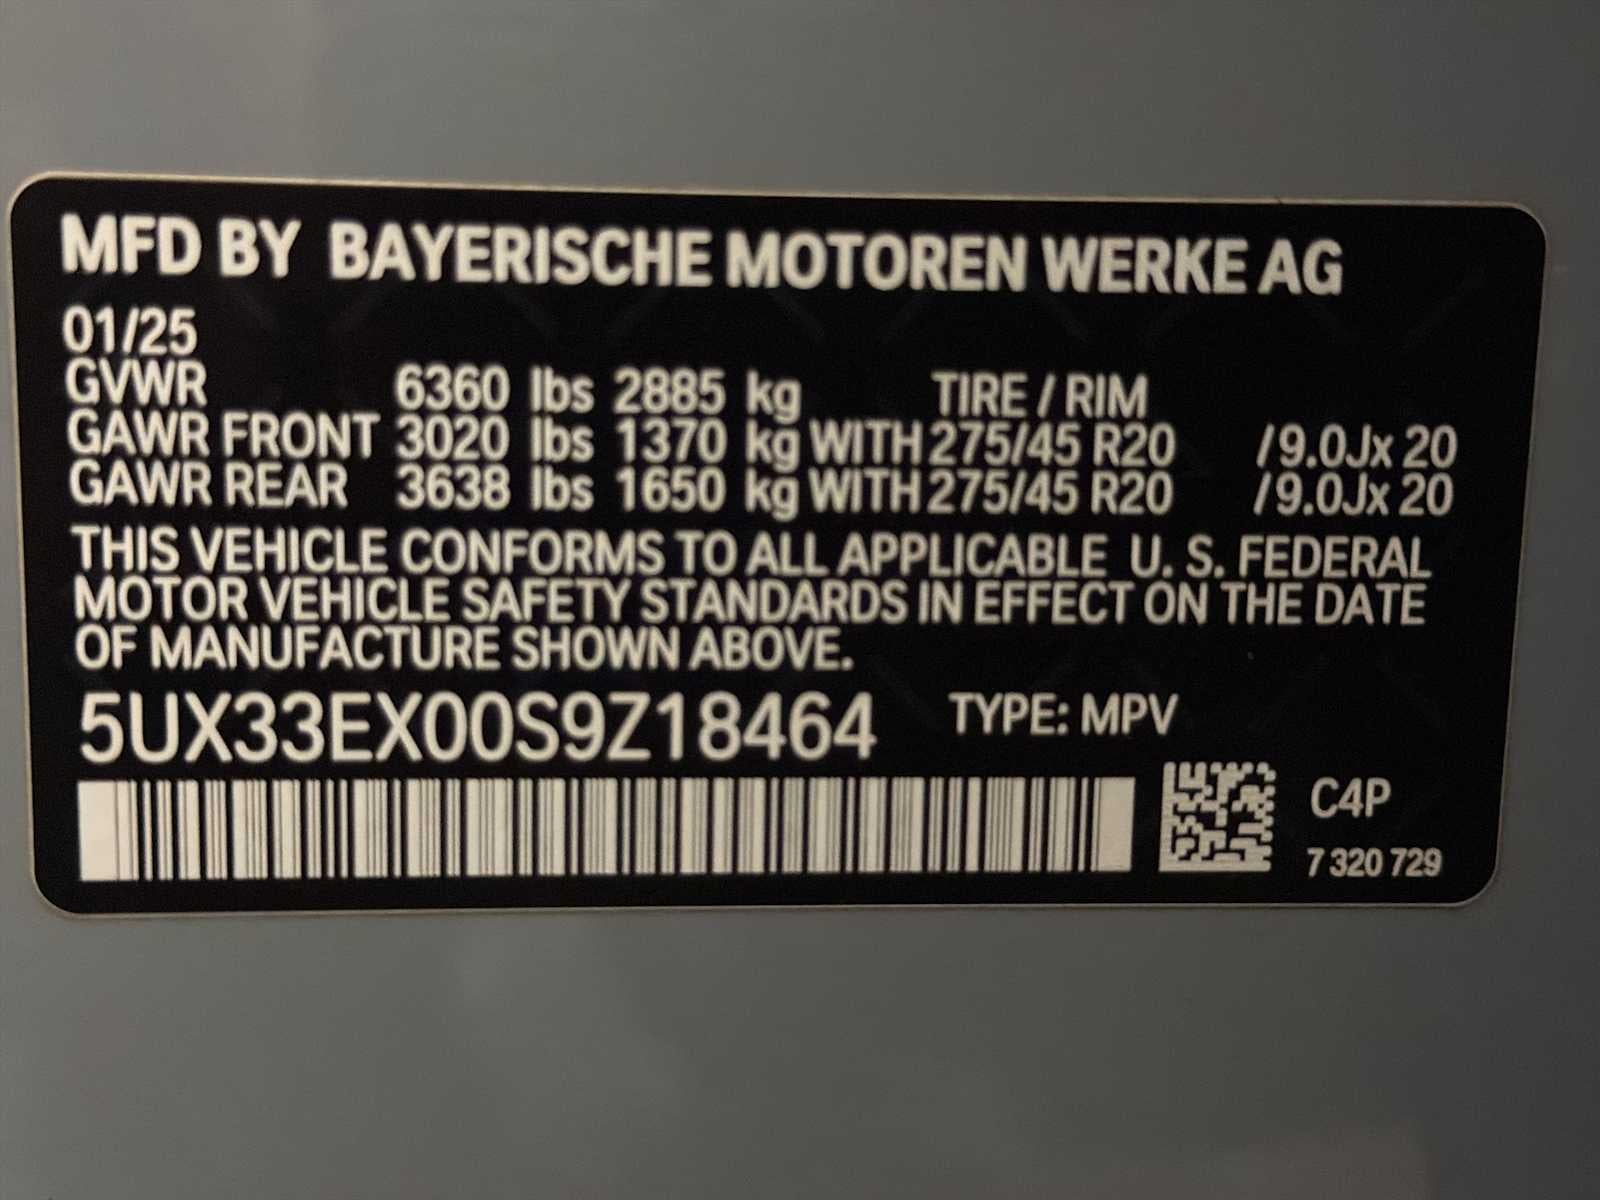 MFD BY BAYERISCHE MOTOREN WERKE AG
01/25
GVWR 6360 lbs 2885 kg TIRE / RIM
GAWR FRONT 3020 lbs 1370 kg WITH 275/45 R20 /9.0Jx 20
GAWR REAR 3638 lbs 1650 kg WITH 275/45 R20 /9.0Jx 20
THIS VEHICLE CONFORMS TO ALL APPLICABLE U. S. FEDERAL
MOTOR VEHICLE SAFETY STANDARDS IN EFFECT ON THE DATE
OF MANUFACTURE SHOWN ABOVE.
5UX33EX00S9Z18464 TYPE: MPV
C4P
7 320 729